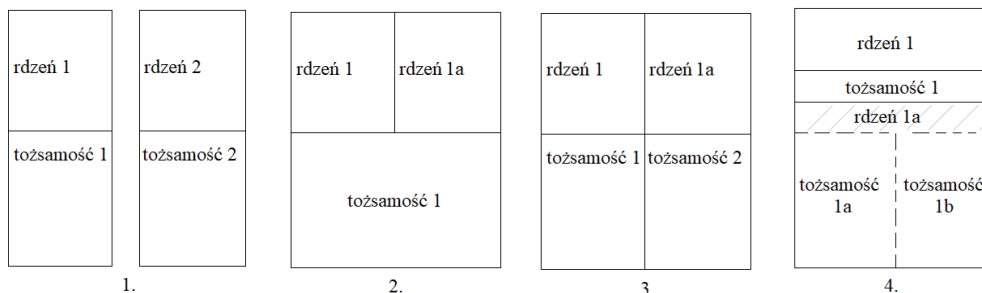 rdzeń 1
tożsamość 1
rdzeń 2
tożsamość 2
1.
rdzeń 1
rdzeń 1a
tożsamość 1
2.
rdzeń 1
rdzeń 1a
tożsamość 1
tożsamość 2
3
rdzeń 1
tożsamość 1
rdzeń 1a
tożsamość
1a
tożsamość
1b
4.